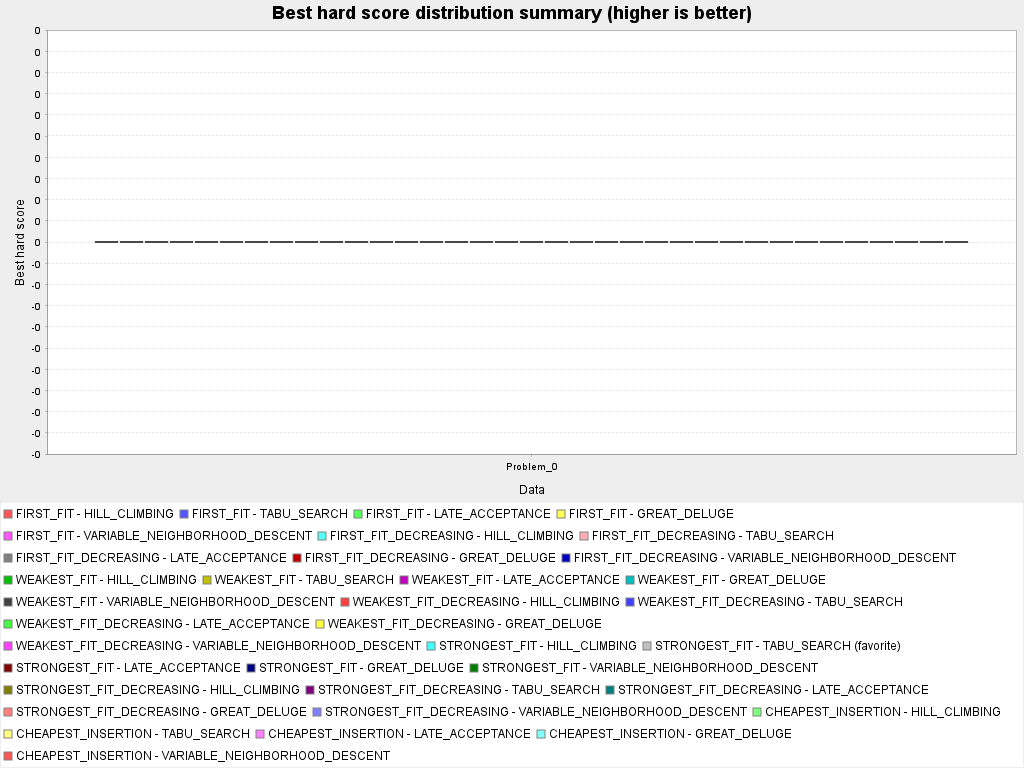 Best hard score distribution summary (higher is better)
0
0
0
0
0
0
0
0
0
0
0
-0
-0
-0
-0
-0
-0
-0
-0
-0
-0
Best hard score
Problem_0
Data
FIRST_FIT - HILL_CLIMBING FIRST_FIT - TABU_SEARCH FIRST_FIT - LATE_ACCEPTANCE FIRST_FIT - GREAT_DELUGE
FIRST_FIT - VARIABLE_NEIGHBORHOOD_DESCENT FIRST_FIT_DECREASING - HILL_CLIMBING FIRST_FIT_DECREASING - TABU_SEARCH
FIRST_FIT_DECREASING - LATE_ACCEPTANCE FIRST_FIT_DECREASING - GREAT_DELUGE FIRST_FIT_DECREASING - VARIABLE_NEIGHBORHOOD_DESCENT
WEAKEST_FIT - HILL_CLIMBING WEAKEST_FIT - TABU_SEARCH WEAKEST_FIT - LATE_ACCEPTANCE WEAKEST_FIT - GREAT_DELUGE
WEAKEST_FIT - VARIABLE_NEIGHBORHOOD_DESCENT WEAKEST_FIT_DECREASING - HILL_CLIMBING WEAKEST_FIT_DECREASING - TABU_SEARCH
WEAKEST_FIT_DECREASING - LATE_ACCEPTANCE WEAKEST_FIT_DECREASING - GREAT_DELUGE
WEAKEST_FIT_DECREASING - VARIABLE_NEIGHBORHOOD_DESCENT STRONGEST_FIT - HILL_CLIMBING STRONGEST_FIT - TABU_SEARCH (favorite)
STRONGEST_FIT - LATE_ACCEPTANCE STRONGEST_FIT - GREAT_DELUGE STRONGEST_FIT - VARIABLE_NEIGHBORHOOD_DESCENT
STRONGEST_FIT_DECREASING - HILL_CLIMBING STRONGEST_FIT_DECREASING - TABU_SEARCH STRONGEST_FIT_DECREASING - LATE_ACCEPTANCE
STRONGEST_FIT_DECREASING - GREAT_DELUGE STRONGEST_FIT_DECREASING - VARIABLE_NEIGHBORHOOD_DESCENT CHEAPEST_INSERTION - HILL_CLIMBING
CHEAPEST_INSERTION - TABU_SEARCH CHEAPEST_INSERTION - LATE_ACCEPTANCE CHEAPEST_INSERTION - GREAT_DELUGE
CHEAPEST_INSERTION - VARIABLE_NEIGHBORHOOD_DESCENT